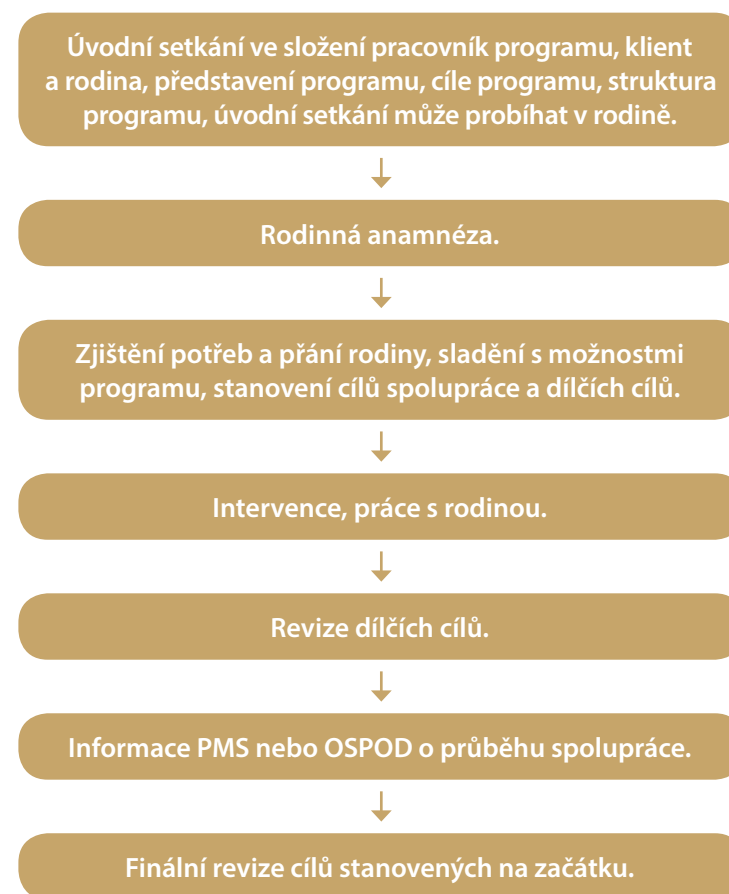 Úvodní setkání ve složení pracovník programu, klient
a rodina, představení programu, cíle programu, struktura
programu, úvodní setkání může probíhat v rodině.
Rodinná anamnéza.
Zjištění potřeb a přání rodiny, sladění s možnostmi
programu, stanovení cílů spolupráce a dílčích cílů.
Intervence, práce s rodinou.
Revize dílčích cílů.
Informace PMS nebo OSPOD o průběhu spolupráce.
Finální revize cílů stanovených na začátku.